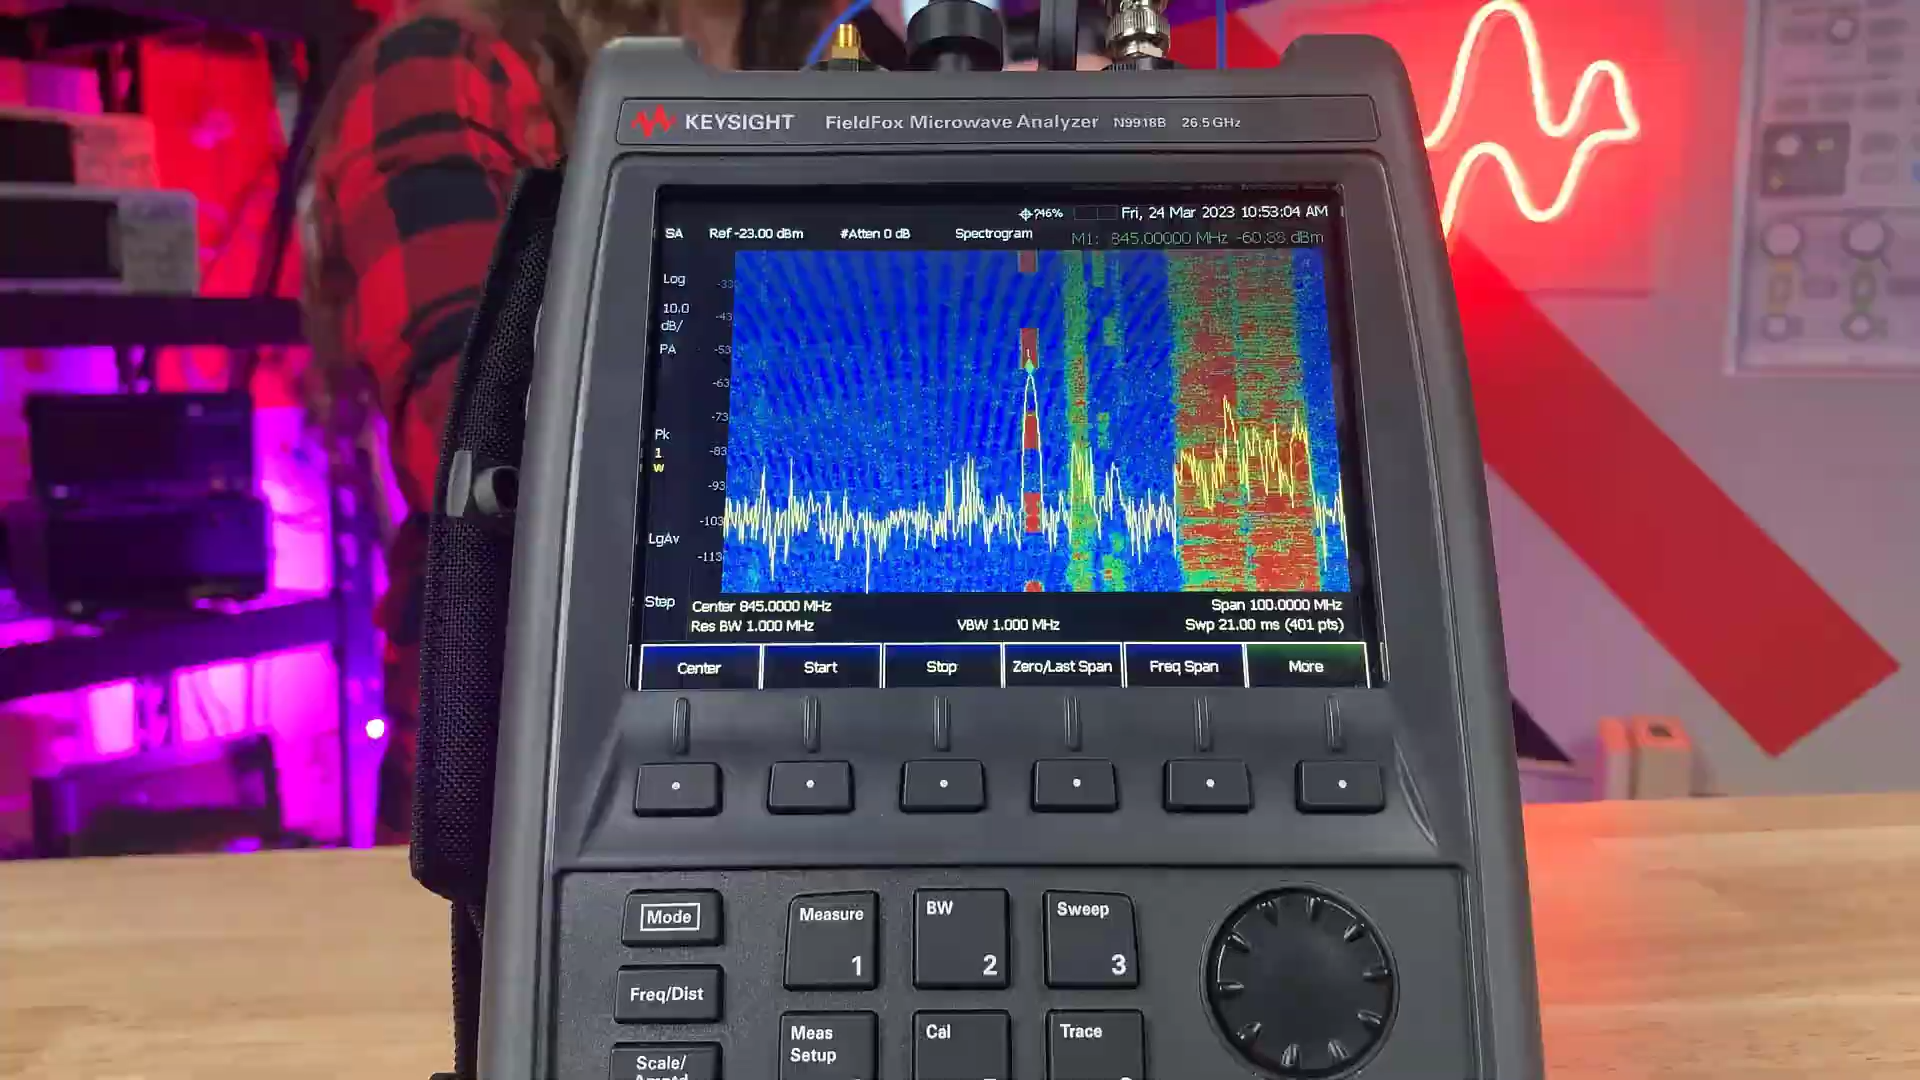 KEYSIGHT FieldFox Microwave Analyzer N9918B 26.5 GHz
46% Fri, 24 Mar 2023 10:53:04 AM
SA Ref -23.00 dBm #Atten 0 dB Spectrogram
M1: 845.00000 MHz -60.88 dBm
Log
-33
10.0
dB/
-43
PA
-53
1
-63
-73
Pk
1
W
-83
-93
-103
LgAv
-113
Step
Center 845.0000 MHz Span 100.0000 MHz
Res BW 1.000 MHz VBW 1.000 MHz Swp 21.00 ms (401 pts)
Center Start Stop Zero/Last Span Freq Span More
Mode Measure 1 BW 2 Sweep 3
Freq/Dist
Meas Setup Cal Trace
Scale/